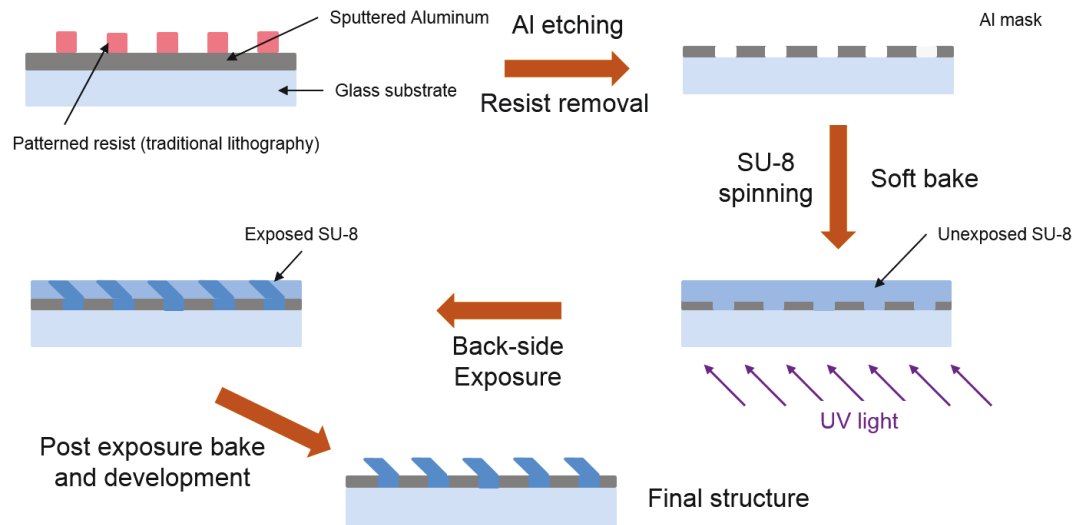 Sputtered Aluminum
Glass substrate
Patterned resist (traditional lithography)
Al etching
Resist removal
Al mask
SU-8
spinning
Soft bake
Unexposed SU-8
UV light
Back-side
Exposure
Exposed SU-8
Post exposure bake
and development
Final structure